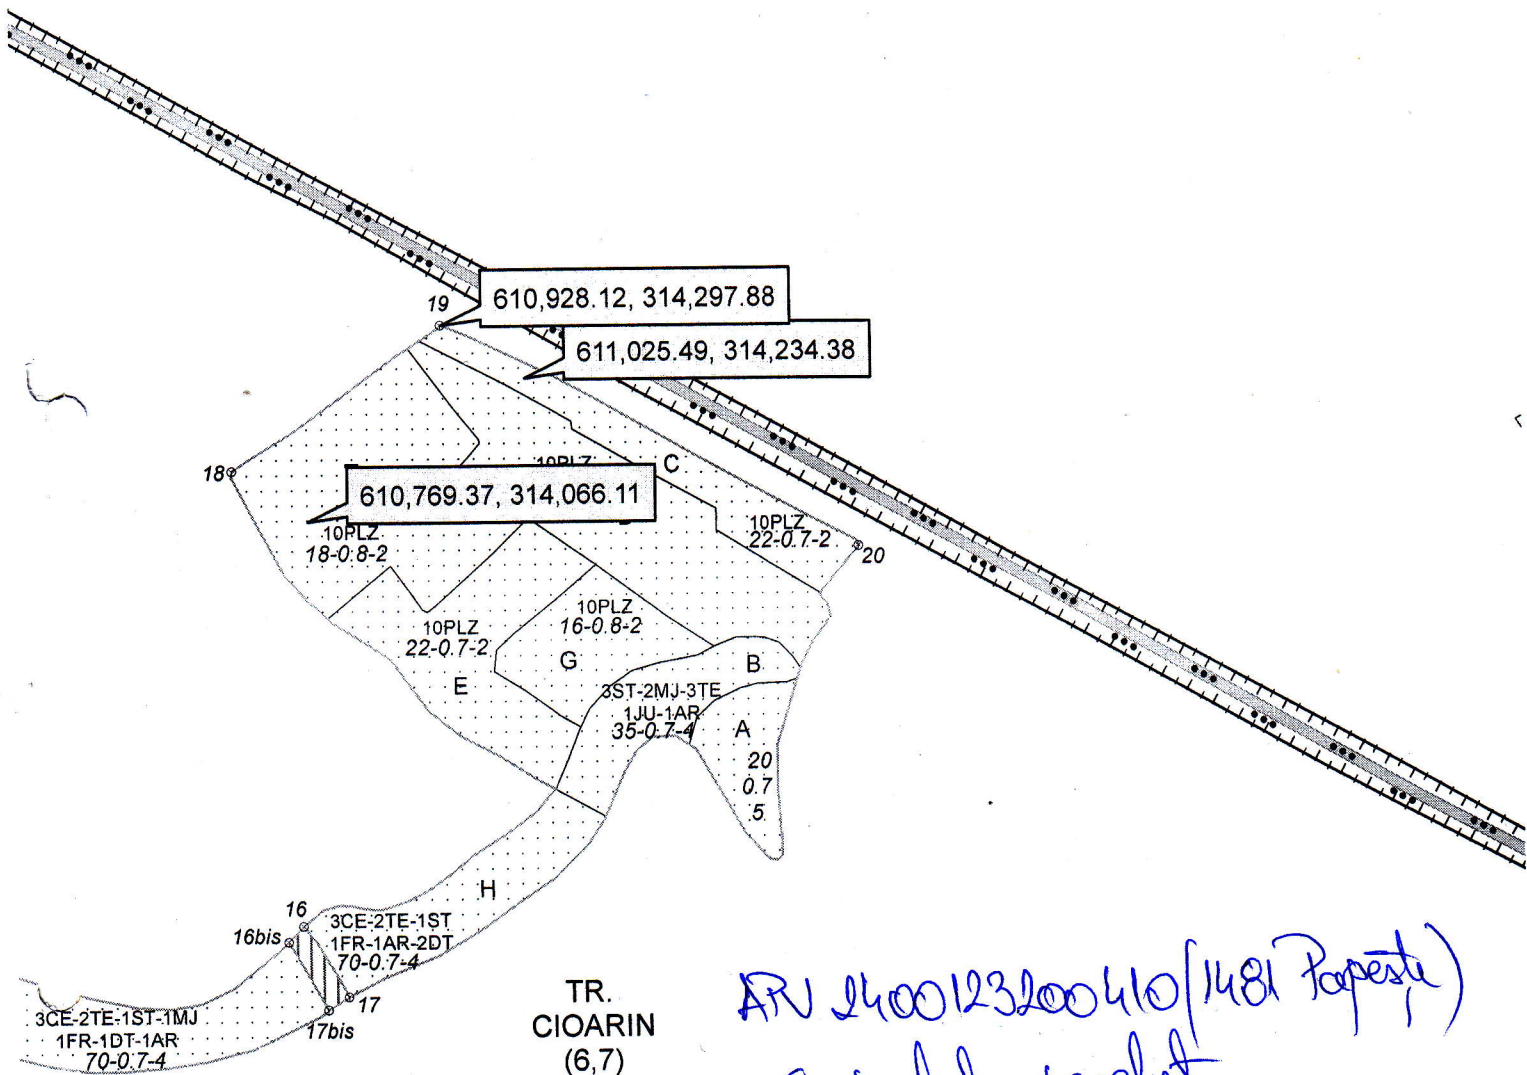 19
610,928.12, 314,297.88
611,025.49, 314,234.38
18
10PLZ
C
610,769.37, 314,066.11
10PLZ
18-0.8-2
10PLZ
22-0.7-2
20
10PLZ
16-0.8-2
10PLZ
22-0.7-2
G
E
B
3ST-2MJ-3TE
1JU-1AR
35-0.7-4
A
20
0.7
5
H
16
3CE-2TE-1ST
1FR-1AR-2DT
70-0.7-4
16bis
17
17bis
3CE-2TE-1ST-1MJ
1FR-1DT-1AR
70-0.7-4
TR.
CIOARIN
(6,7)
2400123200410 (1481 Papești)